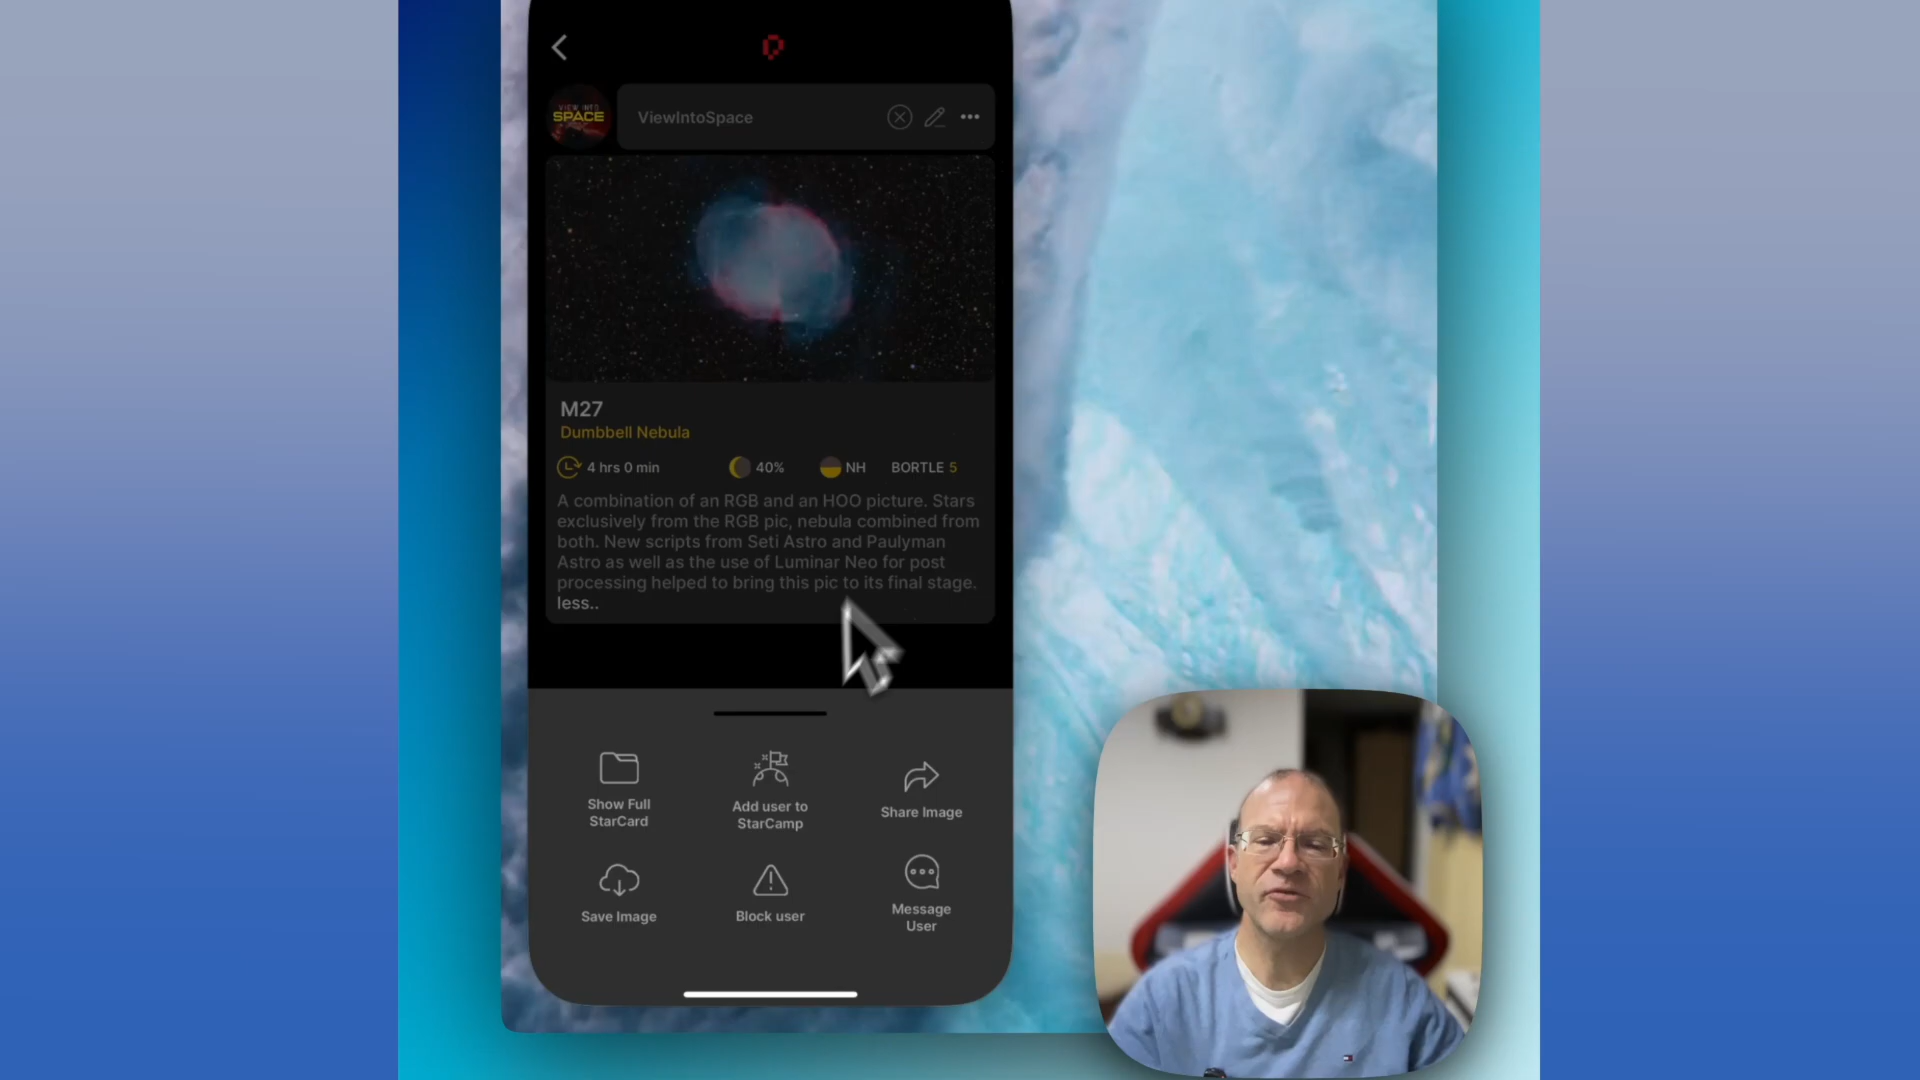 VIEW INTO
SPACE
ViewIntoSpace
M27
Dumbbell Nebula
4 hrs 0 min
40%
NH
BORTLE 5
A combination of an RGB and an HOO picture. Stars
exclusively from the RGB pic, nebula combined from
both. New scripts from Seti Astro and Paulyman
Astro as well as the use of Luminar Neo for post
processing helped to bring this pic to its final stage.
less..
Show Full
StarCard
Add user to
StarCamp
Share Image
Save Image
Block user
Message
User